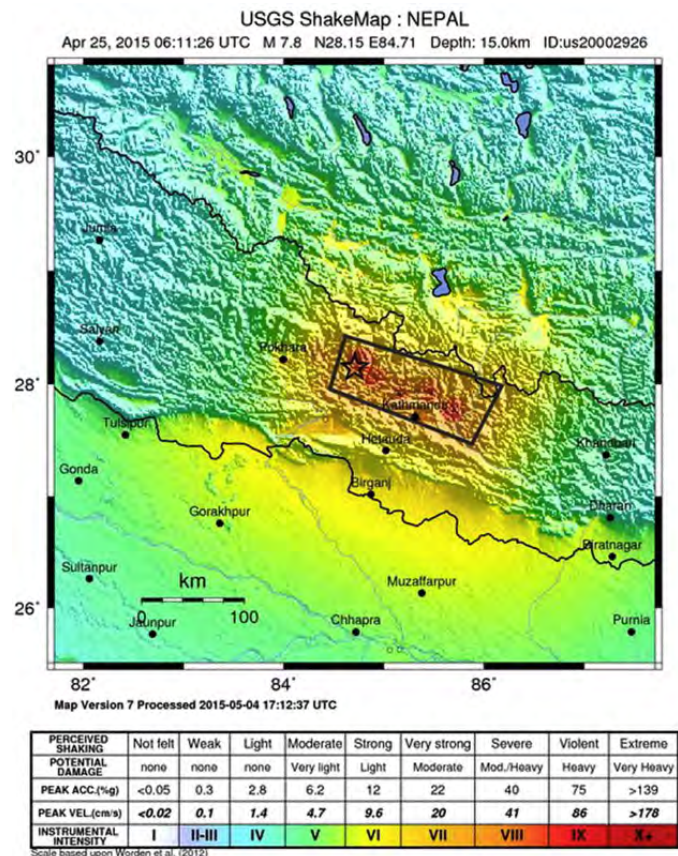 USGS ShakeMap : NEPAL
Apr 25, 2015 06:11:26 UTC M 7.8 N28.15 E84.71 Depth: 15.0km ID:us20002926
30°
Jumla
Salyan
Pokhara
28°
Kathmandu
Tulsipur
Hetauda
Khandbari
Gonda
Birganj
Gorakhpur
Dharan
Biratnagar
Sultanpur
km
Muzaffarpur
0 100
26°
Jaunpur
Chhapra
Purnia
82° 84° 86°
Map Version 7 Processed 2015-05-04 17:12:37 UTC
PERCEIVED SHAKING Not felt Weak Light Moderate Strong Very strong Severe Violent Extreme
POTENTIAL DAMAGE none none none Very light Light Moderate Mod./Heavy Heavy Very Heavy
PEAK ACC.(%g) <0.05 0.3 2.8 6.2 12 22 40 75 >139
PEAK VEL.(cm/s) <0.02 0.1 1.4 4.7 9.6 20 41 86 >178
INSTRUMENTAL INTENSITY I II-III IV V VI VII VIII IX X+
Scale based upon Worden et al. (2012)